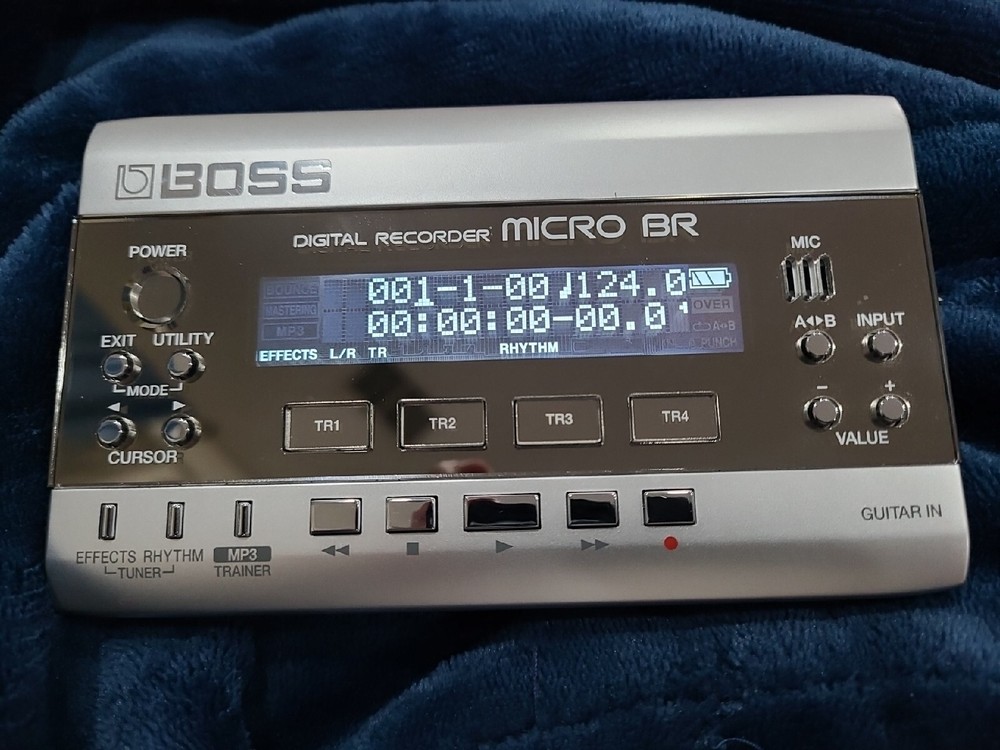 BOSS
DIGITAL RECORDER MICRO BR
POWER
MIC
001-1-00♩124.0
BOUNCE
MASTERING
MP3
OVER
00:00:00-00.0
A◄►B
EFFECTS L/R TR RHYTHM
EXIT UTILITY
MODE
CURSOR
A◄►B INPUT
- +
VALUE
TR1 TR2 TR3 TR4
GUITAR IN
EFFECTS RHYTHM
TUNER
MP3
TRAINER